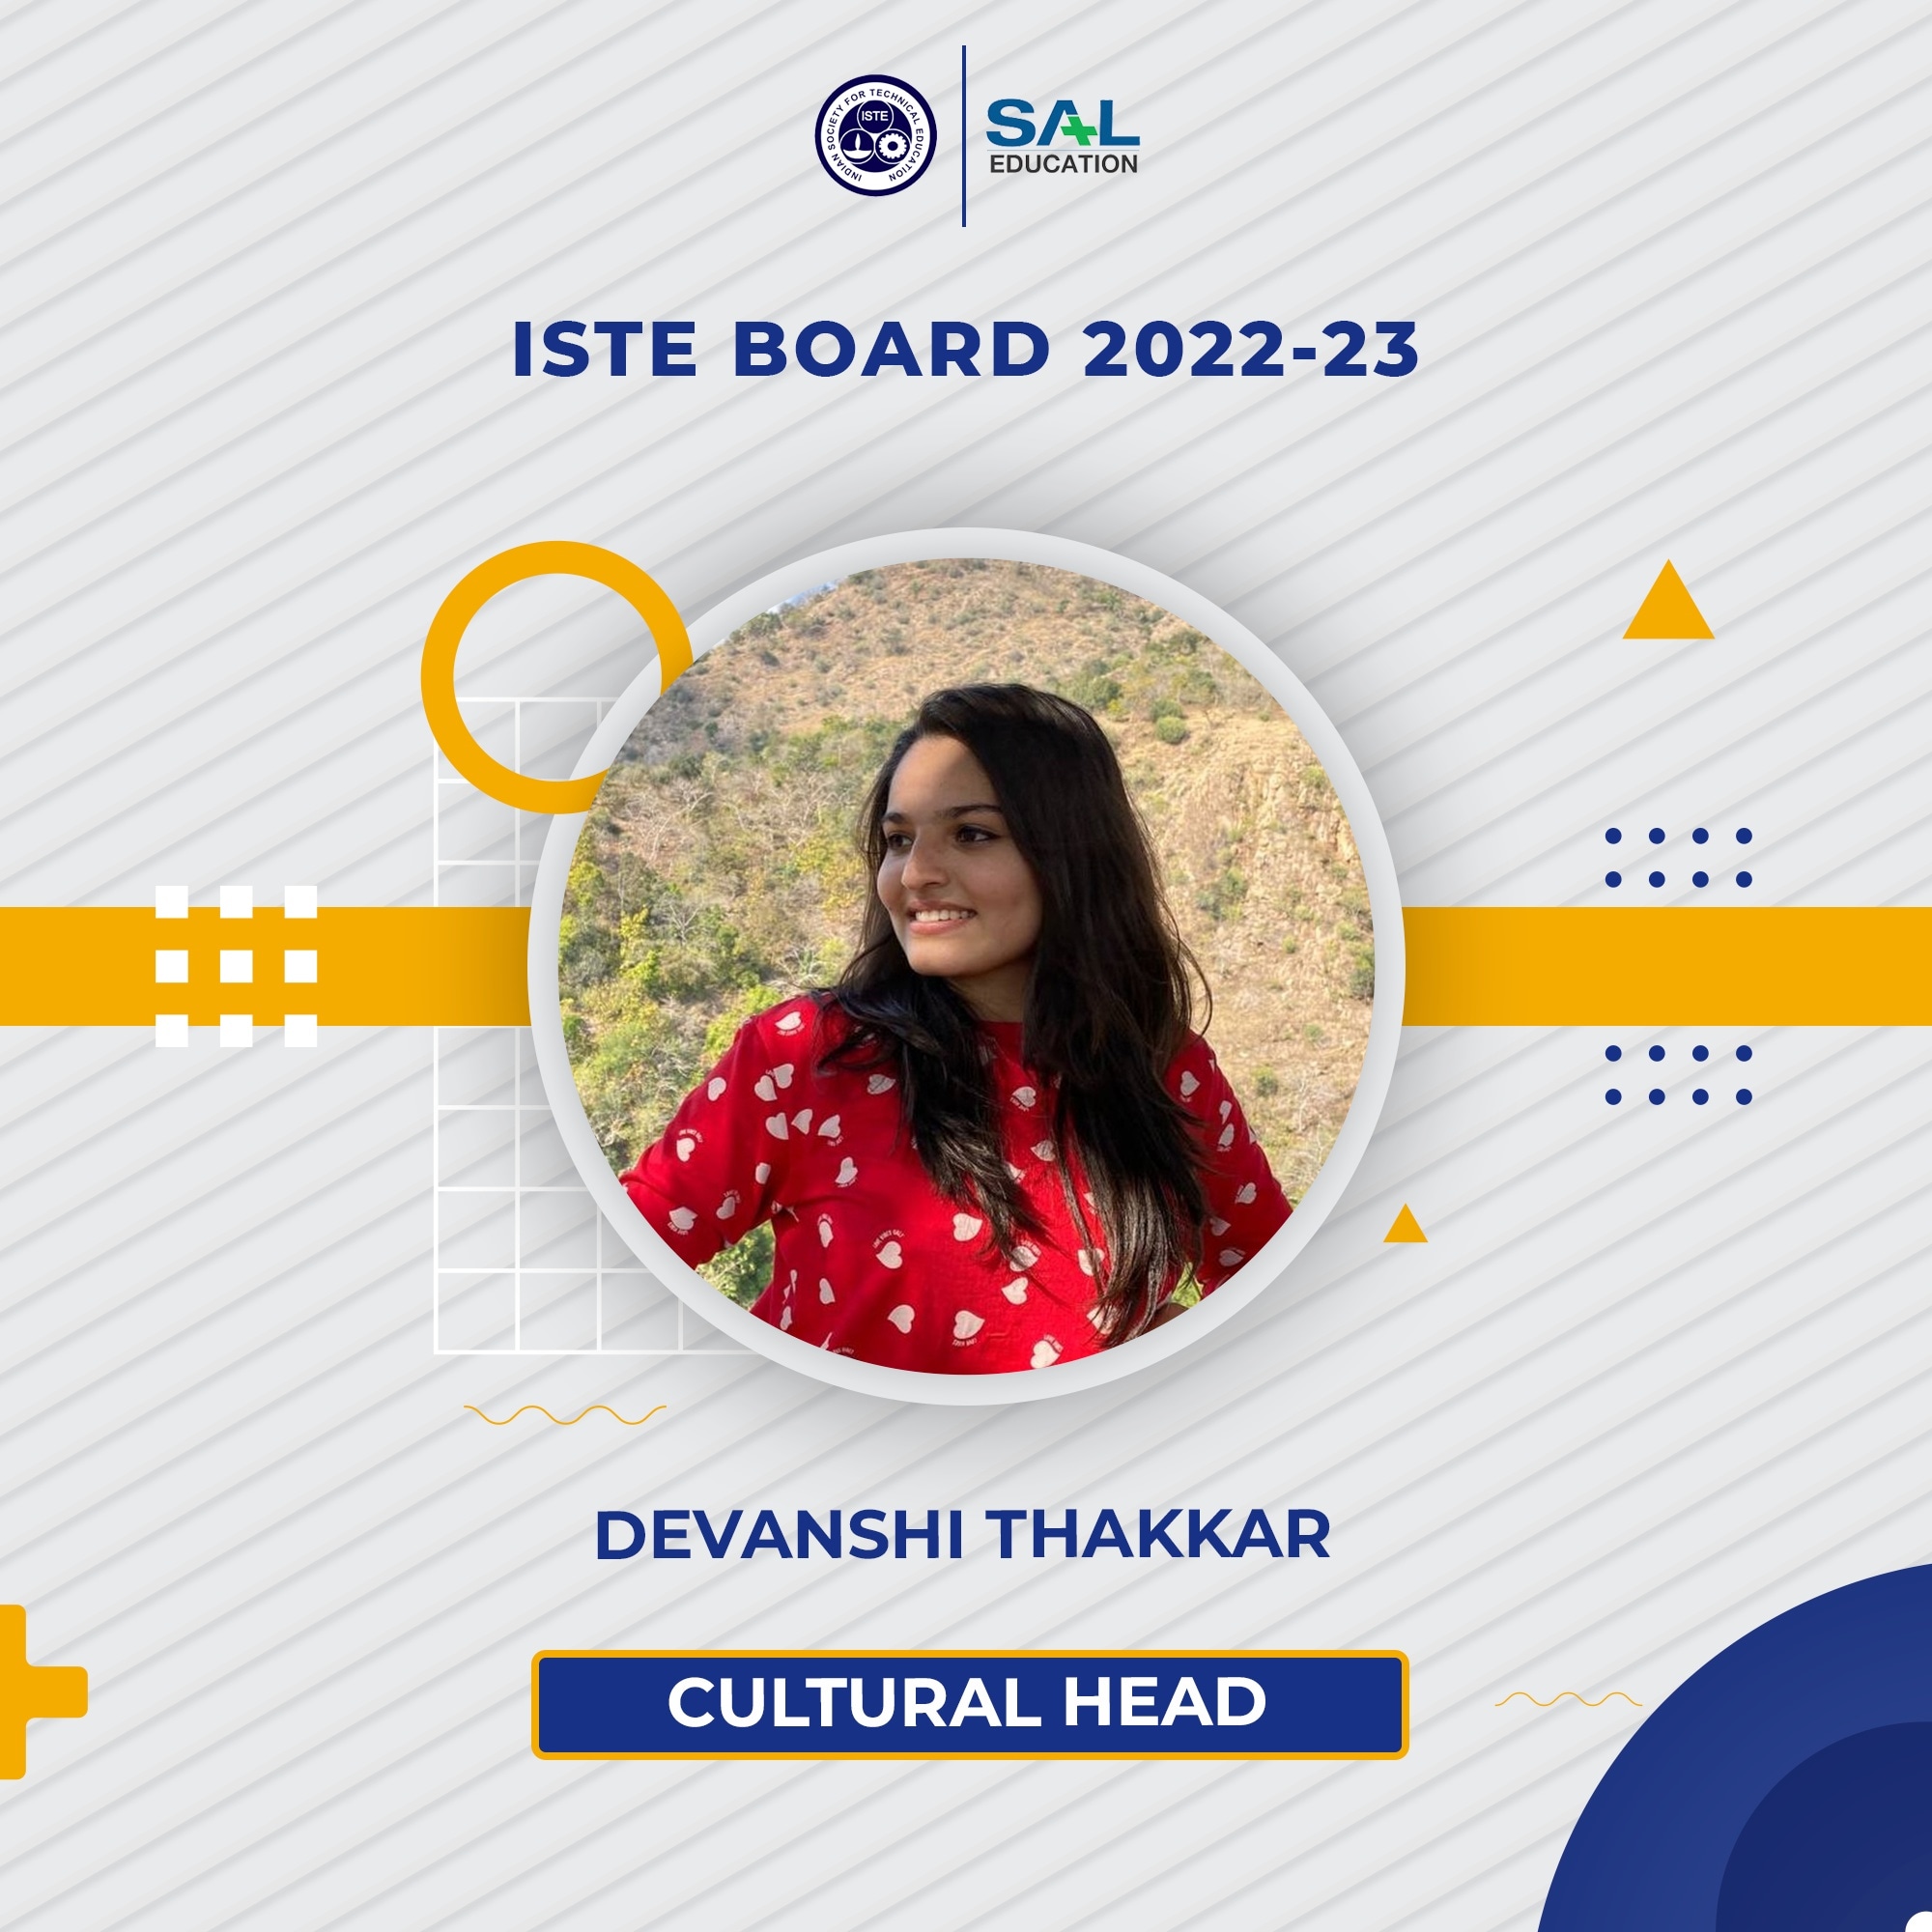 INDIAN SOCIETY FOR TECHNICAL EDUCATION
ISTE
SAL
EDUCATION
ISTE BOARD 2022-23
DEVANSHI THAKKAR
CULTURAL HEAD